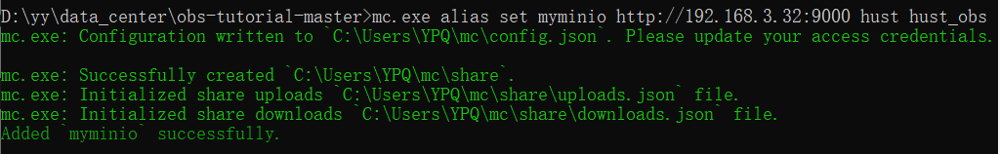 D:\yy\data_center\obs-tutorial-master>mc.exe alias set myminio http://192.168.3.32:9000 hust hust_obs
mc.exe: Configuration written to `C:\Users\YPQ\mc\config.json`. Please update your access credentials.
mc.exe: Successfully created `C:\Users\YPQ\mc\share`.
mc.exe: Initialized share uploads `C:\Users\YPQ\mc\share\uploads.json` file.
mc.exe: Initialized share downloads `C:\Users\YPQ\mc\share\downloads.json` file.
Added `myminio` successfully.